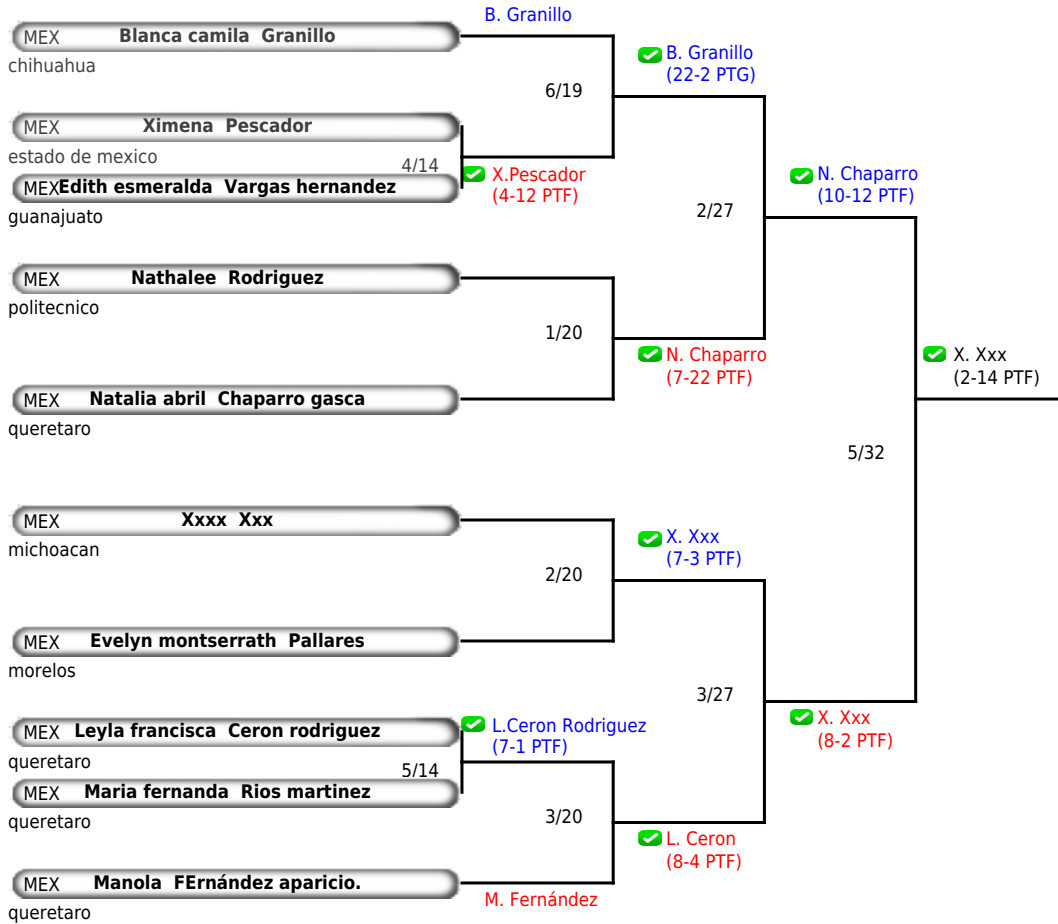 B. Granillo
MEX Blanca camila Granillo
chihuahua
B. Granillo
(22-2 PTG)
6/19
MEX Ximena Pescador
estado de mexico
4/14
X.Pescador
(4-12 PTF)
MEX Edith esmeralda Vargas hernandez
guanajuato
N. Chaparro
(10-12 PTF)
2/27
MEX Nathalee Rodriguez
politecnico
1/20
N. Chaparro
(7-22 PTF)
X. Xxx
(2-14 PTF)
MEX Natalia abril Chaparro gasca
queretaro
5/32
MEX Xxxx Xxx
michoacan
X. Xxx
(7-3 PTF)
2/20
MEX Evelyn montserrath Pallares
morelos
3/27
MEX Leyla francisca Ceron rodriguez
queretaro
L.Ceron Rodriguez
(7-1 PTF)
X. Xxx
(8-2 PTF)
5/14
MEX Maria fernanda Rios martinez
queretaro
3/20
L. Ceron
(8-4 PTF)
MEX Manola FErnández aparicio.
M. Fernández
queretaro